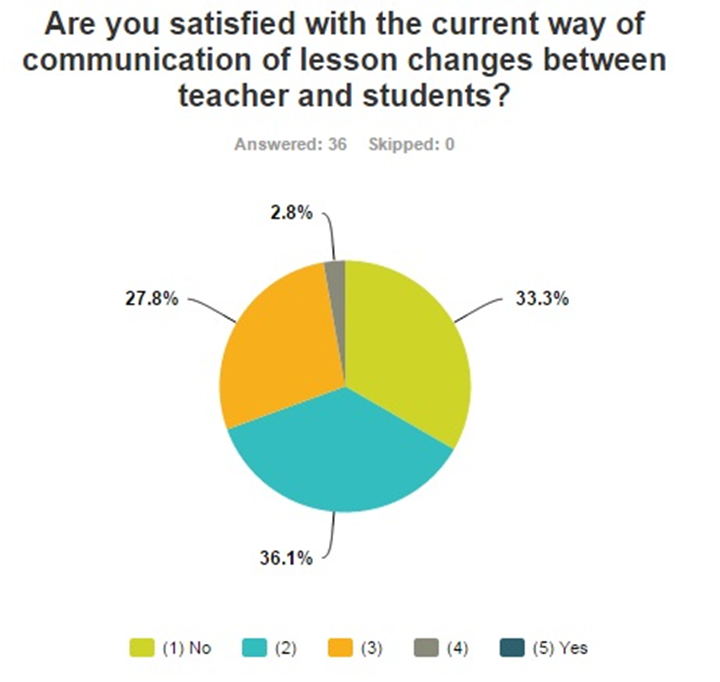 Are you satisfied with the current way of
communication of lesson changes between
teacher and students?
Answered: 36 Skipped: 0
2.8%
27.8%
33.3%
36.1%
(1) No (2) (3) (4) (5) Yes